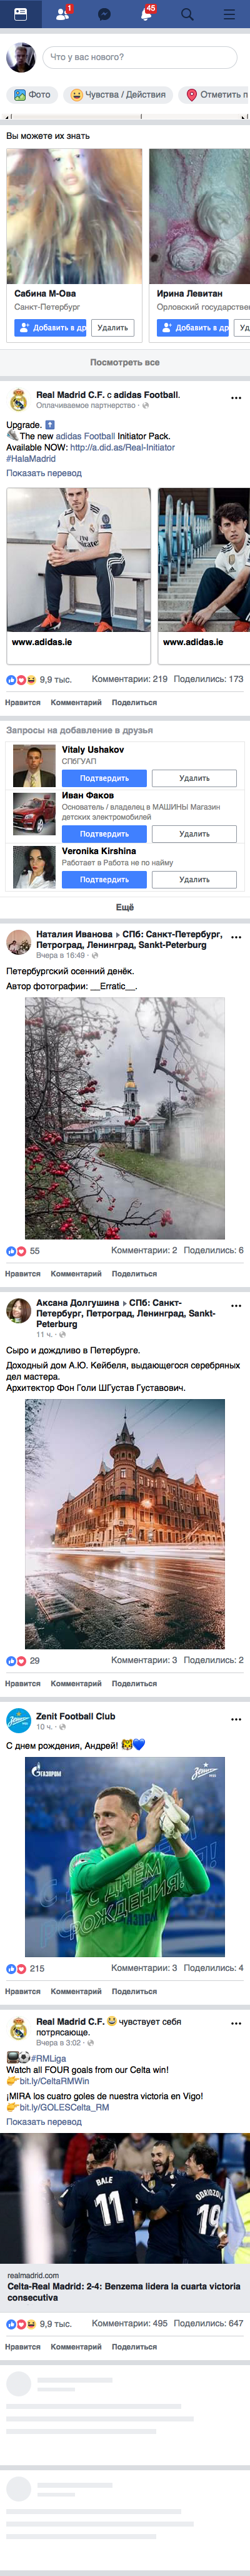 1
45
Что у вас нового?
Фото
Чувства / Действия
Отметить п
Вы можете их знать
Сабина М-Ова
Санкт-Петербург
Добавить в др
Удалить
Ирина Левитан
Орловский государствен
Добавить в др
Уд
Посмотреть все
Real Madrid C.F. с adidas Football.
Оплачиваемое партнерство ·
Upgrade.
The new adidas Football Initiator Pack.
Available NOW: http://a.did.as/Real-Initiator
#HalaMadrid
Показать перевод
www.adidas.ie
www.adidas.ie
9,9 тыс.
Комментарии: 219 Поделились: 173
Нравится Комментарий Поделиться
Запросы на добавление в друзья
Vitaly Ushakov
СПбГУАП
Подтвердить
Удалить
Иван Факов
Основатель / владелец в МАШИНЫ Магазин
детских электромобилей
Подтвердить
Удалить
Veronika Kirshina
Работает в Работа не по найму
Подтвердить
Удалить
Ещё
Наталия Иванова ▸ СПб: Санкт-Петербург,
Петроград, Ленинград, Sankt-Peterburg
Вчера в 16:49 ·
Петербургский осенний денёк.
Автор фотографии: __Erratic__.
55
Комментарии: 2 Поделились: 6
Нравится Комментарий Поделиться
Аксана Долгушина ▸ СПб: Санкт-
Петербург, Петроград, Ленинград, Sankt-
Peterburg
11 ч. ·
Сыро и дождливо в Петербурге.
Доходный дом А.Ю. Кейбеля, выдающегося серебряных
дел мастера.
Архитектор Фон Голи ШГустав Густавович.
29
Комментарии: 3 Поделились: 2
Нравится Комментарий Поделиться
Zenit Football Club
10 ч. ·
С днем рождения, Андрей!
ГАЗПРОМ
Зенит
С ДНЁМ
РОЖДЕНИЯ!
215
Комментарии: 3 Поделились: 4
Нравится Комментарий Поделиться
Real Madrid C.F. чувствует себя
потрясающе.
Вчера в 3:02 ·
#RMLiga
Watch all FOUR goals from our Celta win!
bit.ly/CeltaRMWin
¡MIRA los cuatro goles de nuestra victoria en Vigo!
bit.ly/GOLESCelta_RM
Показать перевод
BALE
11
ODRIOZOLA
19
realmadrid.com
Celta-Real Madrid: 2-4: Benzema lidera la cuarta victoria
consecutiva
9,9 тыс.
Комментарии: 495 Поделились: 647
Нравится Комментарий Поделиться